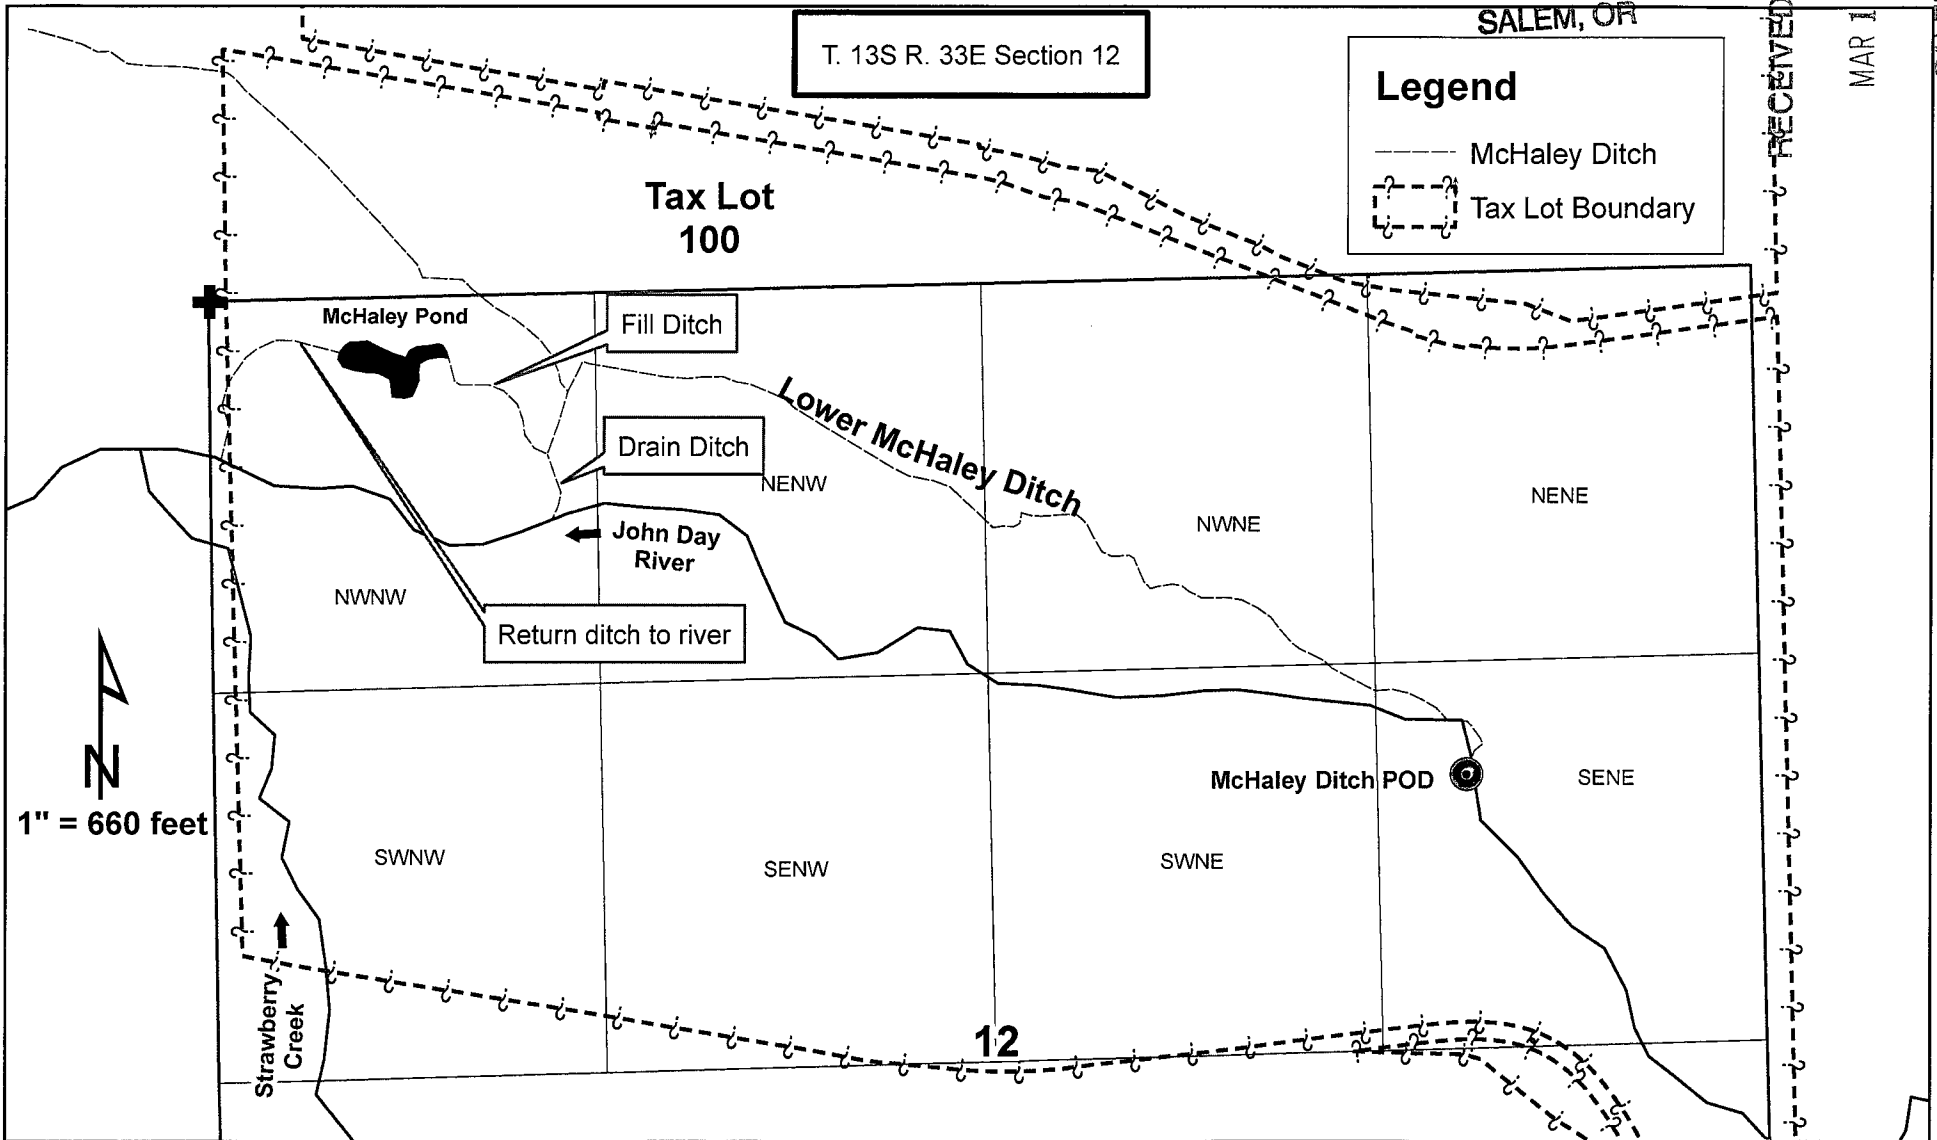 SALEM, OR
RECEIVED
MAR 1
T. 13S R. 33E Section 12
Legend
McHaley Ditch
Tax Lot Boundary
Tax Lot
100
McHaley Pond
Fill Ditch
Drain Ditch
Lower McHaley Ditch
NENW
NWNE
NENE
John Day
River
NWNW
Return ditch to river
N
1" = 660 feet
McHaley Ditch POD
SENE
SWNW
SENW
SWNE
Strawberry
Creek
12